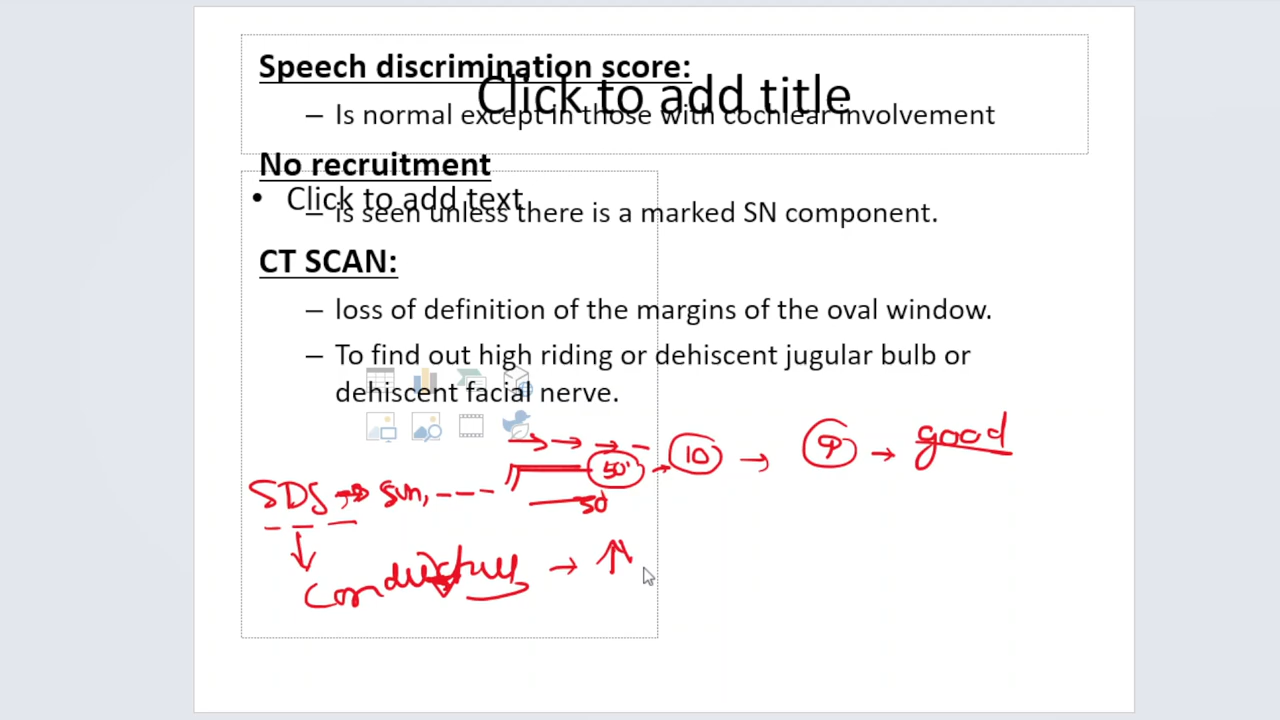 Speech discrimination score:
Click to add title
– Is normal except in those with cochlear involvement
No recruitment
• Click to add text
– is seen unless there is a marked SN component.
CT SCAN:
– loss of definition of the margins of the oval window.
– To find out high riding or dehiscent jugular bulb or
dehiscent facial nerve.
50 → 10 → 9 → good
SDS → sun, ----
50
→ ↑